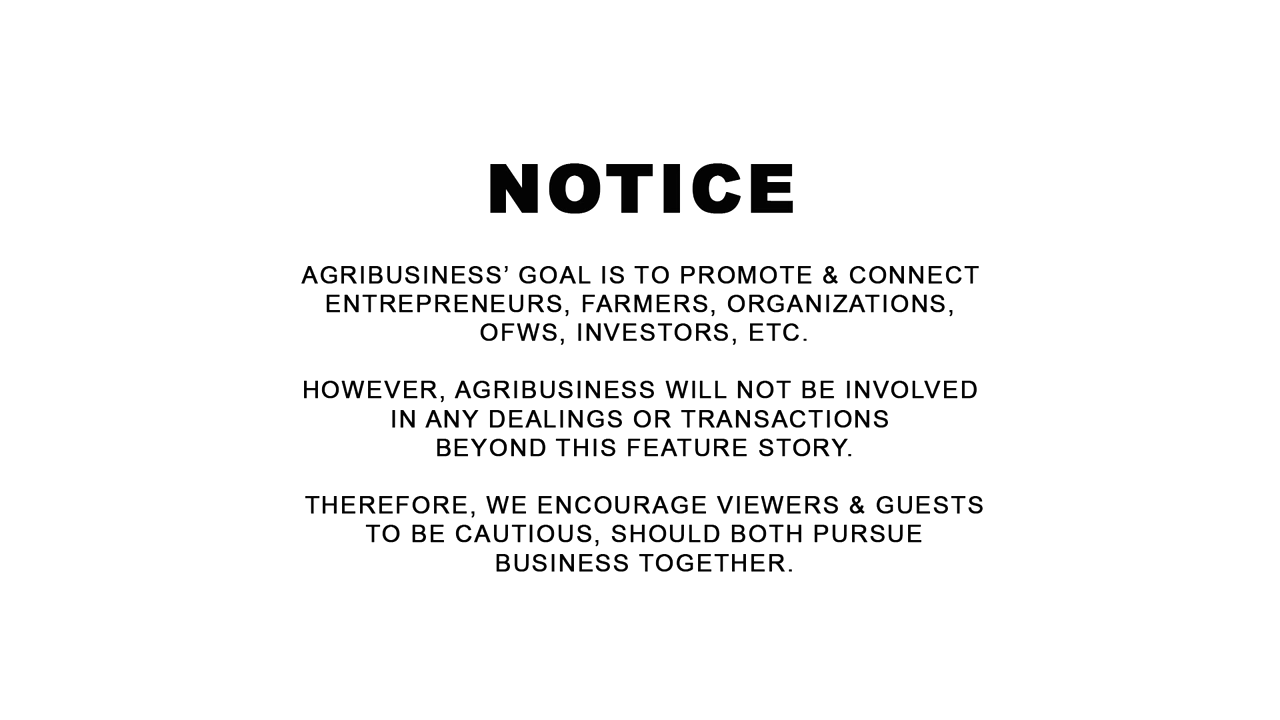 NOTICE
AGRIBUSINESS’ GOAL IS TO PROMOTE & CONNECT
ENTREPRENEURS, FARMERS, ORGANIZATIONS,
OFWS, INVESTORS, ETC.
HOWEVER, AGRIBUSINESS WILL NOT BE INVOLVED
IN ANY DEALINGS OR TRANSACTIONS
BEYOND THIS FEATURE STORY.
THEREFORE, WE ENCOURAGE VIEWERS & GUESTS
TO BE CAUTIOUS, SHOULD BOTH PURSUE
BUSINESS TOGETHER.